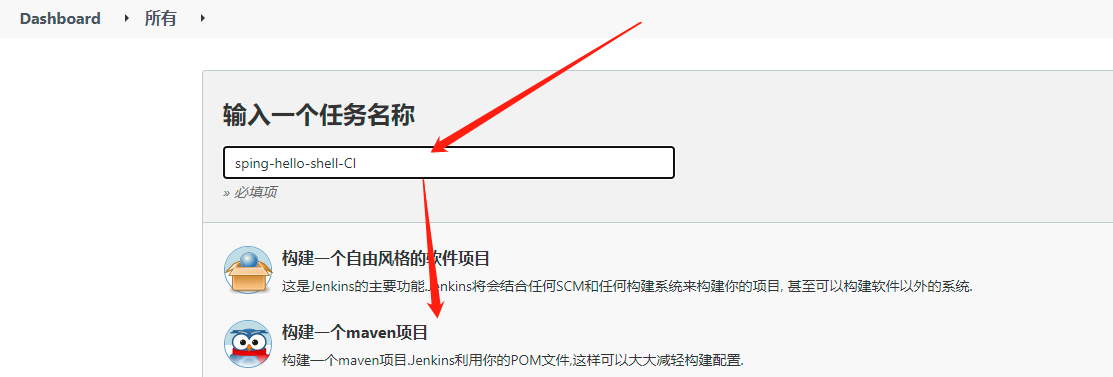 Dashboard 所有
输入一个任务名称
sping-hello-shell-CI
» 必填项
构建一个自由风格的软件项目
这是Jenkins的主要功能.Jenkins将会结合任何SCM和任何构建系统来构建你的项目, 甚至可以构建软件以外的系统.
构建一个maven项目
构建一个maven项目.Jenkins利用你的POM文件,这样可以大大减轻构建配置.